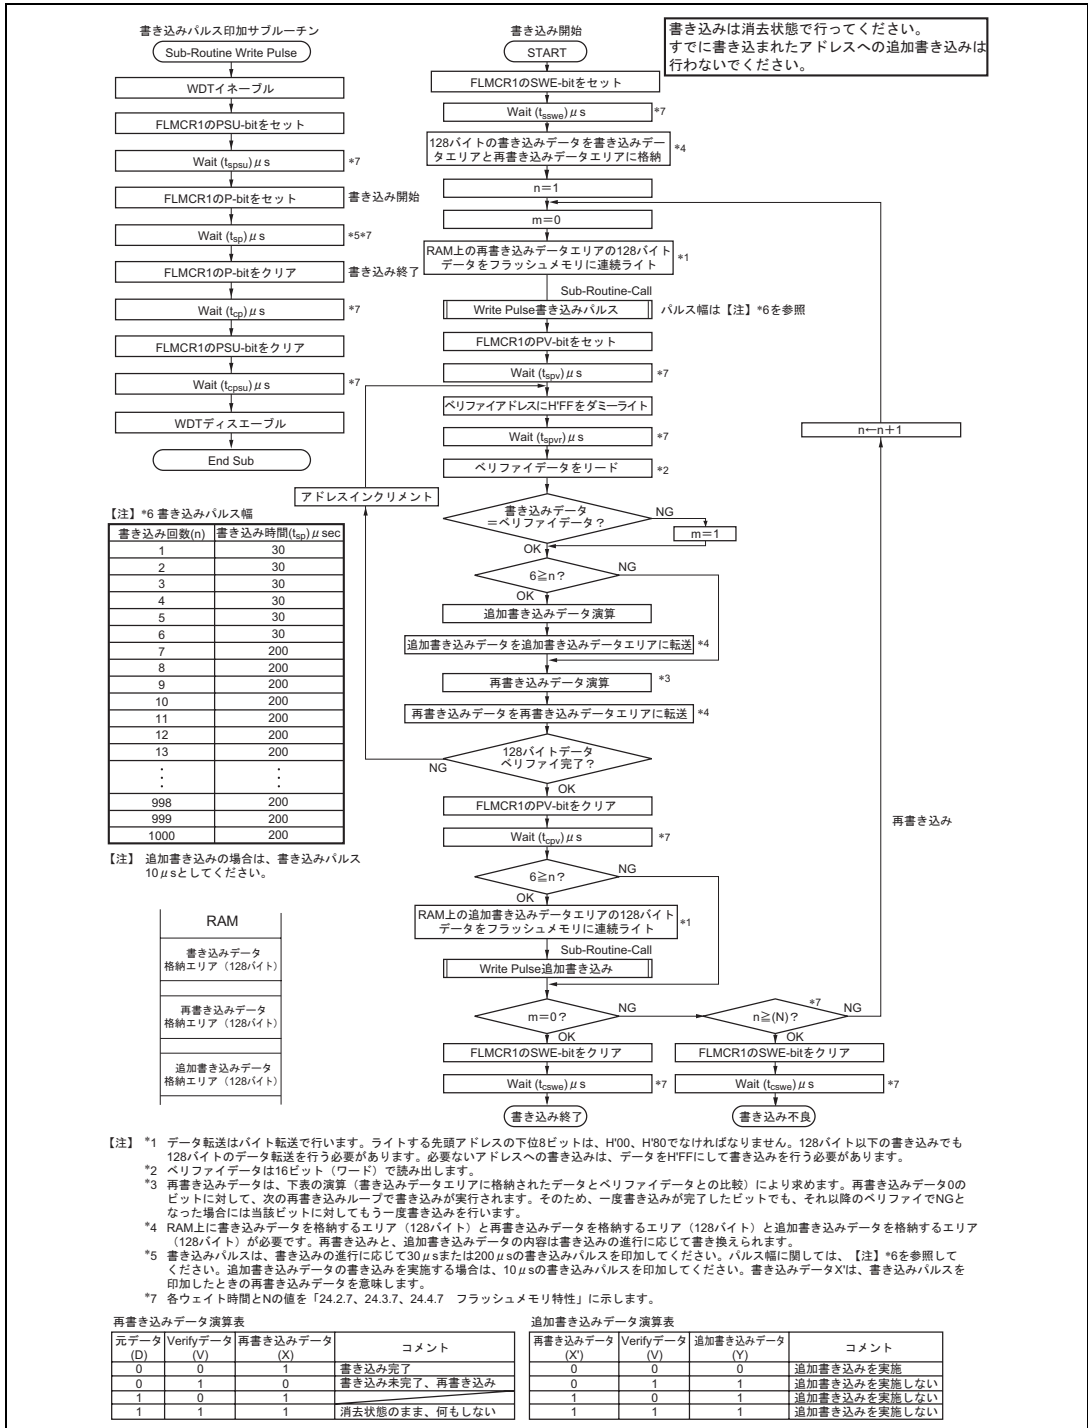 書き込みパルス印加サブルーチン
Sub-Routine Write Pulse
WDTイネーブル
FLMCR1のPSU-bitをセット
Wait (tspsu) μs
*7
FLMCR1のP-bitをセット
書き込み開始
Wait (tsp) μs
*5*7
FLMCR1のP-bitをクリア
書き込み終了
Wait (tcp) μs
*7
FLMCR1のPSU-bitをクリア
Wait (tcpsu) μs
*7
WDTディスエーブル
End Sub
書き込み開始
START
書き込みは消去状態で行ってください。
すでに書き込まれたアドレスへの追加書き込みは
行わないでください。
FLMCR1のSWE-bitをセット
Wait (tsswe) μs
*7
128バイトの書き込みデータを書き込みデー
タエリアと再書き込みデータエリアに格納
*4
n=1
m=0
RAM上の再書き込みデータエリアの128バイト
データをフラッシュメモリに連続ライト
*1
Sub-Routine-Call
Write Pulse書き込みパルス
パルス幅は【注】*6を参照
FLMCR1のPV-bitをセット
Wait (tspv) μs
*7
ベリファイアドレスにH'FFをダミーライト
Wait (tspvr) μs
*7
n←n+1
ベリファイデータをリード
*2
アドレスインクリメント
書き込みデータ
=ベリファイデータ?
NG
m=1
OK
6≧n?
NG
OK
追加書き込みデータ演算
追加書き込みデータを追加書き込みデータエリアに転送
*4
再書き込みデータ演算
*3
再書き込みデータを再書き込みデータエリアに転送
*4
128バイトデータ
ベリファイ完了?
NG
OK
FLMCR1のPV-bitをクリア
再書き込み
Wait (tcpv) μs
*7
6≧n?
NG
OK
RAM上の追加書き込みデータエリアの128バイト
データをフラッシュメモリに連続ライト
*1
Sub-Routine-Call
Write Pulse追加書き込み
m=0?
NG
n≧(N)?
*7
NG
OK
OK
FLMCR1のSWE-bitをクリア
FLMCR1のSWE-bitをクリア
Wait (tcswe) μs
*7
Wait (tcswe) μs
*7
書き込み終了
書き込み不良
【注】 *6 書き込みパルス幅
書き込み回数(n) 書き込み時間(tsp) μsec
1 30
2 30
3 30
4 30
5 30
6 30
7 200
8 200
9 200
10 200
11 200
12 200
13 200
⋮ ⋮
998 200
999 200
1000 200
【注】 追加書き込みの場合は、書き込みパルス
10μsとしてください。
RAM
書き込みデータ
格納エリア(128バイト)
再書き込みデータ
格納エリア(128バイト)
追加書き込みデータ
格納エリア(128バイト)
【注】 *1 データ転送はバイト転送で行います。ライトする先頭アドレスの下位8ビットは、H'00、H'80でなければなりません。128バイト以下の書き込みでも
128バイトのデータ転送を行う必要があります。必要ないアドレスへの書き込みは、データをH'FFにして書き込みを行う必要があります。
*2 ベリファイデータは16ビット(ワード)で読み出します。
*3 再書き込みデータは、下表の演算(書き込みデータエリアに格納されたデータとベリファイデータとの比較)により求めます。再書き込みデータ0の
ビットに対して、次の再書き込みループで書き込みが実行されます。そのため、一度書き込みが完了したビットでも、それ以降のベリファイでNGと
なった場合には当該ビットに対してもう一度書き込みを行います。
*4 RAM上に書き込みデータを格納するエリア(128バイト)と再書き込みデータを格納するエリア(128バイト)と追加書き込みデータを格納するエリア
(128バイト)が必要です。再書き込みと、追加書き込みデータの内容は書き込みの進行に応じて書き換えられます。
*5 書き込みパルスは、書き込みの進行に応じて30μsまたは200μsの書き込みパルスを印加してください。パルス幅に関しては、【注】*6を参照して
ください。追加書き込みデータの書き込みを実施する場合は、10μsの書き込みパルスを印加してください。書き込みデータX'は、書き込みパルスを
印加したときの再書き込みデータを意味します。
*7 各ウェイト時間とNの値を「24.2.7、24.3.7、24.4.7 フラッシュメモリ特性」に示します。
再書き込みデータ演算表
元データ(D) Verifyデータ(V) 再書き込みデータ(X) コメント
0 0 1 書き込み完了
0 1 0 書き込み未完了、再書き込み
1 0 1
1 1 1 消去状態のまま、何もしない
追加書き込みデータ演算表
再書き込みデータ(X') Verifyデータ(V) 追加書き込みデータ(Y) コメント
0 0 0 追加書き込みを実施
0 1 1 追加書き込みを実施しない
1 0 1 追加書き込みを実施しない
1 1 1 追加書き込みを実施しない